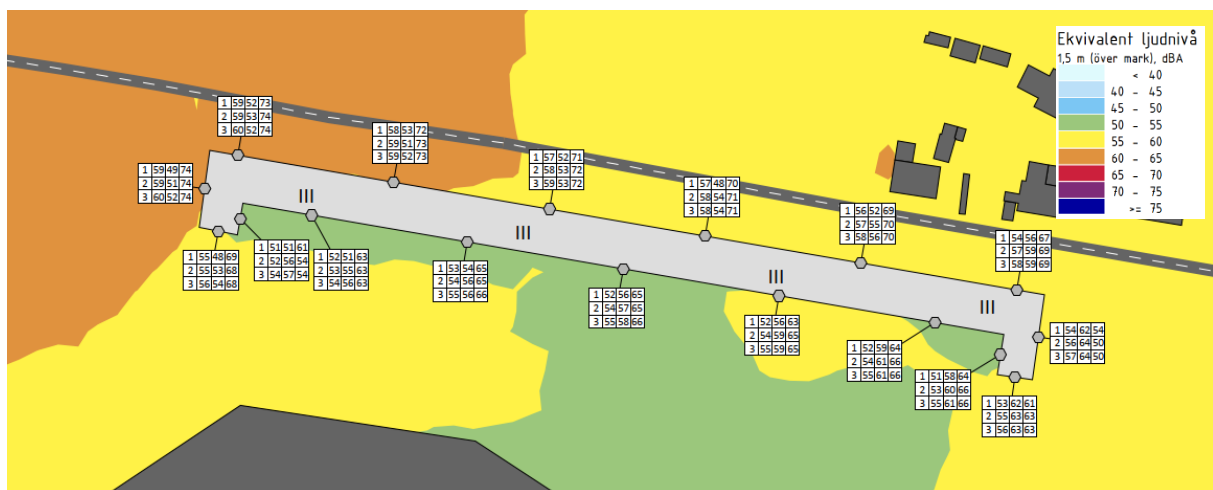 Ekvivalent ljudnivå
1,5 m (över mark), dBA
< 40
40 - 45
45 - 50
50 - 55
55 - 60
60 - 65
65 - 70
70 - 75
>= 75
1 59 52 73
2 59 53 74
3 60 52 74
1 58 53 72
2 59 51 73
3 59 52 73
1 57 52 71
2 58 53 72
3 59 53 72
1 57 48 70
2 58 54 71
3 58 54 71
1 56 52 69
2 57 55 70
3 58 56 70
1 54 56 67
2 57 59 69
3 58 59 69
1 59 49 74
2 59 51 74
3 60 52 74
III
III
III
III
1 55 48 69
2 55 53 68
3 56 54 68
1 51 51 61
2 52 56 54
3 54 57 54
1 52 51 63
2 53 55 63
3 54 56 63
1 53 54 65
2 54 56 65
3 55 56 66
1 52 56 65
2 54 57 65
3 55 58 66
1 52 56 63
2 54 59 65
3 55 59 65
1 52 59 64
2 54 61 66
3 55 61 66
1 51 58 64
2 53 60 66
3 55 61 66
1 54 62 54
2 56 64 50
3 57 64 50
1 53 62 61
2 55 63 63
3 56 63 63